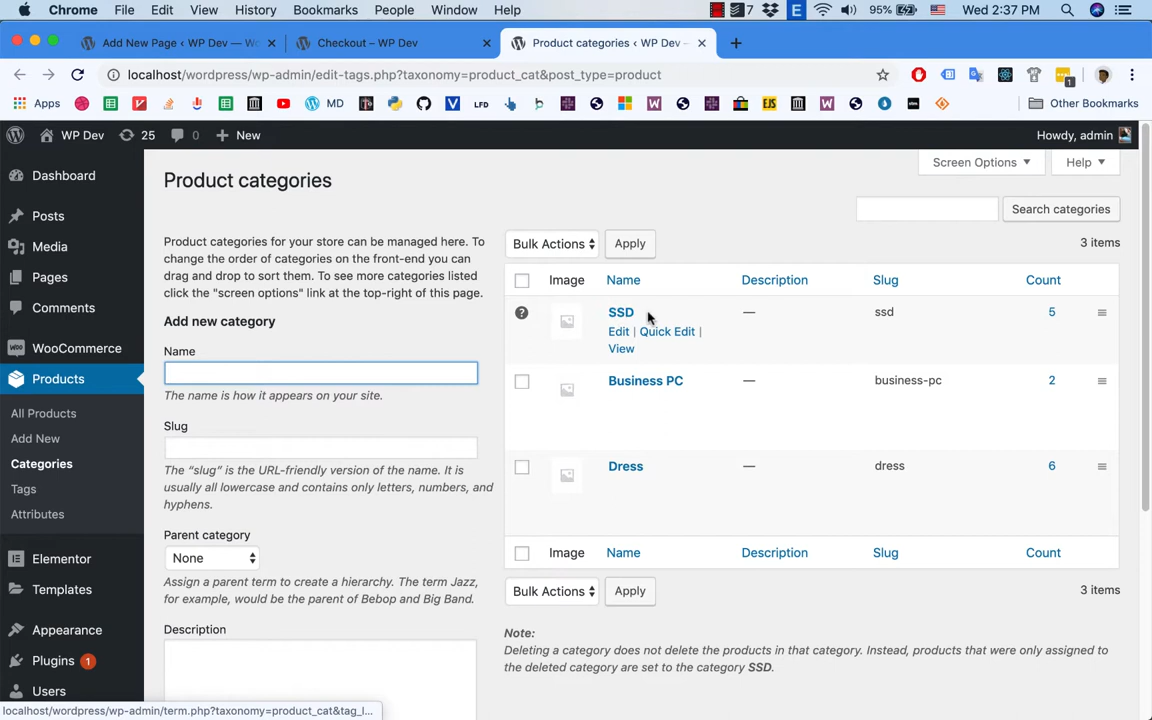 Chrome File Edit View History Bookmarks People Window Help 7 E 95% Wed 2:37 PM
Add New Page ‹ WP Dev — Wo Checkout – WP Dev Product categories ‹ WP Dev –
localhost/wordpress/wp-admin/edit-tags.php?taxonomy=product_cat&post_type=product
Apps MD LFD EJS Other Bookmarks
WP Dev 25 0 New Howdy, admin
Screen Options Help
Dashboard
Posts
Media
Pages
Comments
WooCommerce
Products
All Products
Add New
Categories
Tags
Attributes
Elementor
Templates
Appearance
Plugins 1
Users
Product categories
Product categories for your store can be managed here. To
change the order of categories on the front-end you can
drag and drop to sort them. To see more categories listed
click the "screen options" link at the top-right of this page.
Add new category
Name
The name is how it appears on your site.
Slug
The “slug” is the URL-friendly version of the name. It is
usually all lowercase and contains only letters, numbers, and
hyphens.
Parent category
None
Assign a parent term to create a hierarchy. The term Jazz,
for example, would be the parent of Bebop and Big Band.
Description
Search categories
Bulk Actions Apply 3 items
Image Name Description Slug Count
SSD — ssd 5
Edit | Quick Edit |
View
Business PC — business-pc 2
Dress — dress 6
Image Name Description Slug Count
Bulk Actions Apply 3 items
Note:
Deleting a category does not delete the products in that category. Instead, products that were only assigned to
the deleted category are set to the category SSD.
localhost/wordpress/wp-admin/term.php?taxonomy=product_cat&tag_I...